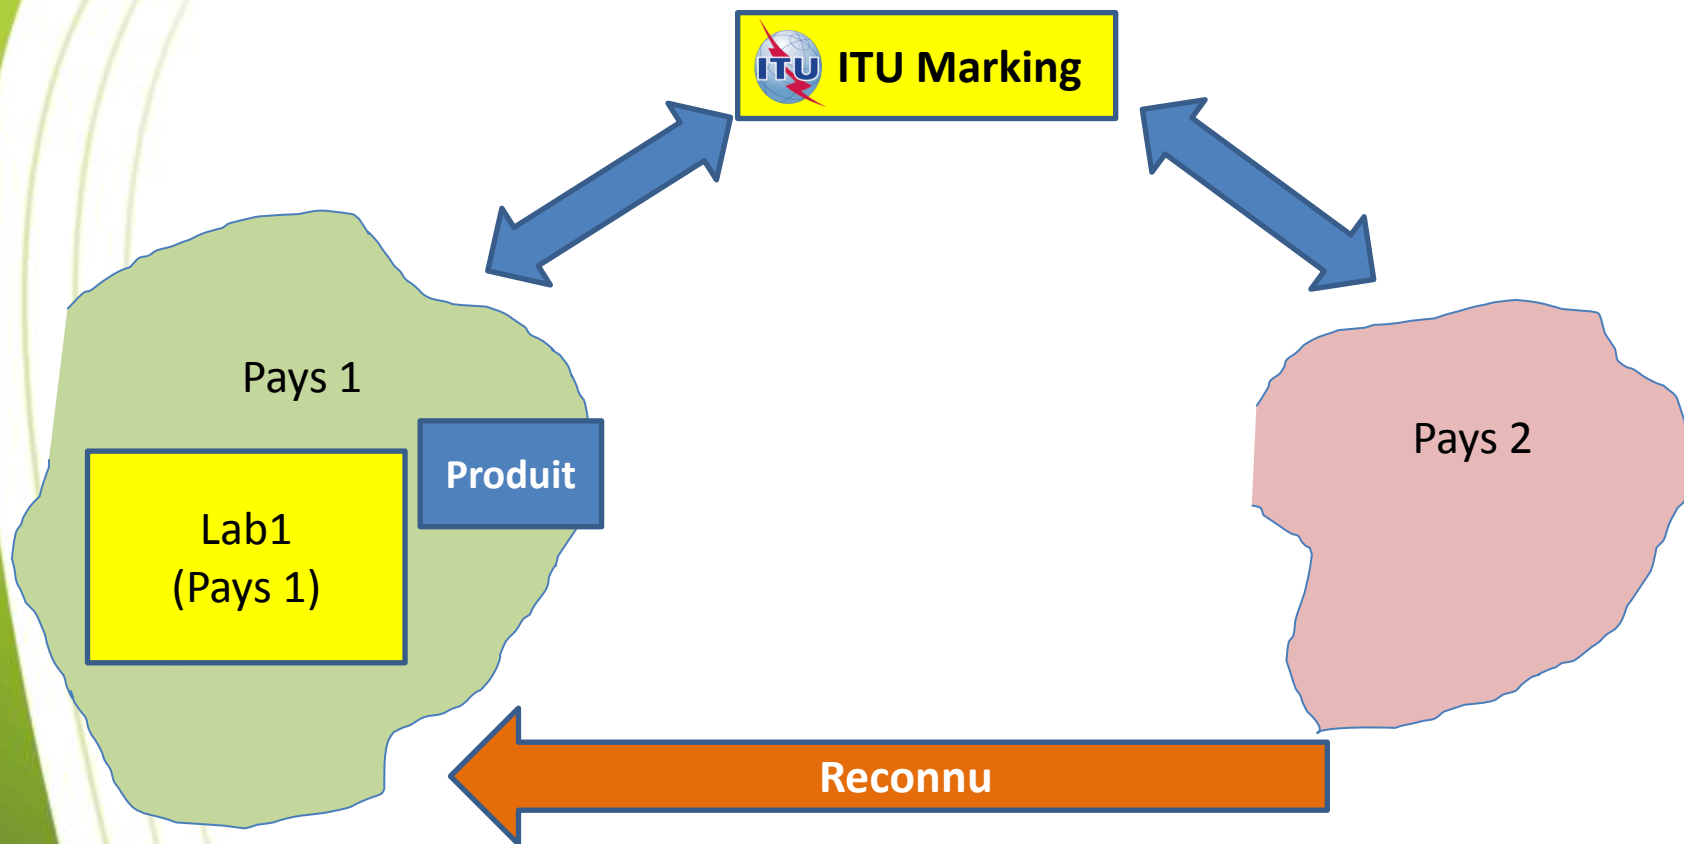 ITU ITU Marking
Pays 1
Pays 2
Produit
Lab1
(Pays 1)
Reconnu